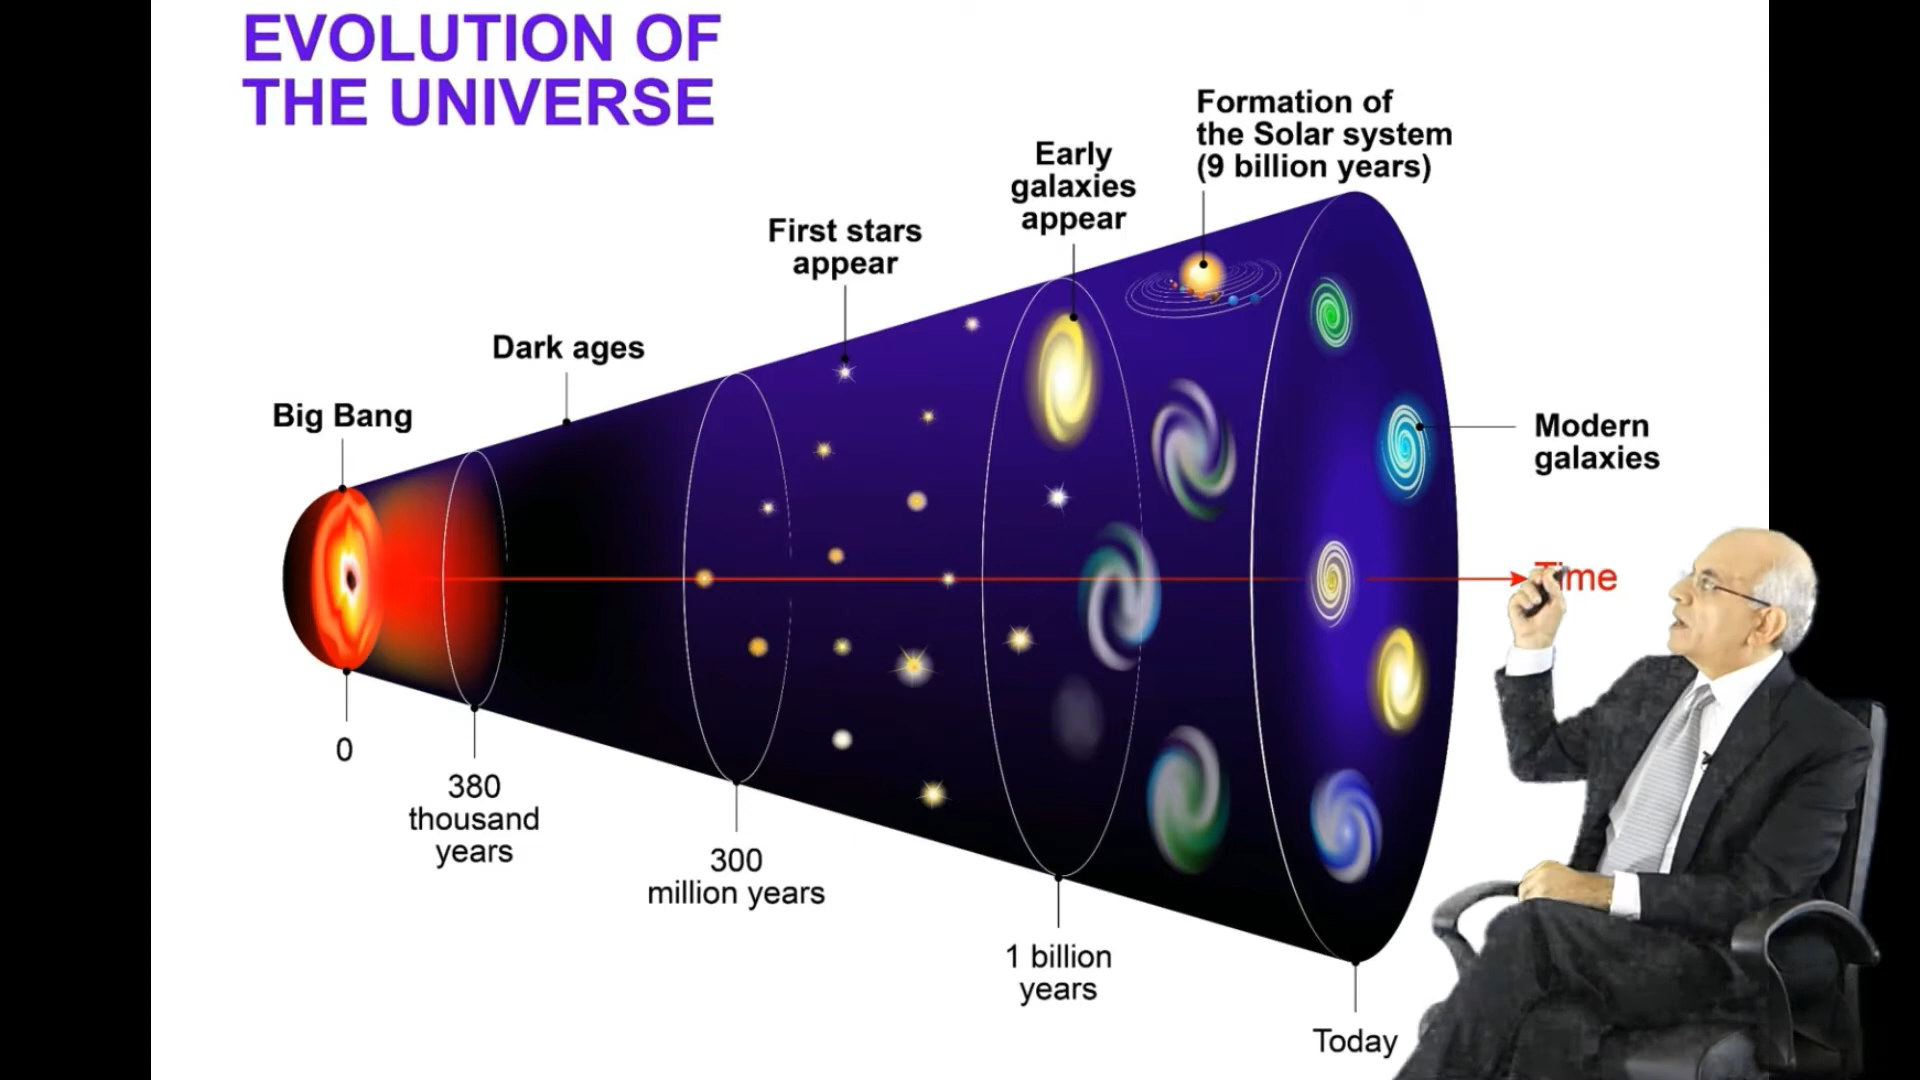 EVOLUTION OF
THE UNIVERSE
Formation of
the Solar system
(9 billion years)
Early
galaxies
appear
First stars
appear
Dark ages
Big Bang
Modern
galaxies
Time
0
380
thousand
years
300
million years
1 billion
years
Today